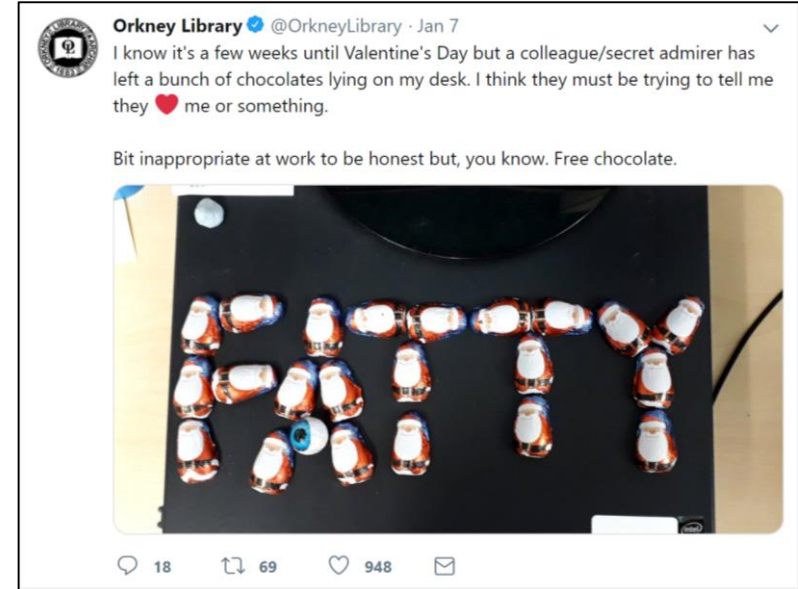 Orkney Library @OrkneyLibrary · Jan 7
I know it's a few weeks until Valentine's Day but a colleague/secret admirer has
left a bunch of chocolates lying on my desk. I think they must be trying to tell me
they ❤ me or something.
Bit inappropriate at work to be honest but, you know. Free chocolate.
FATTY
intel
18 69 948